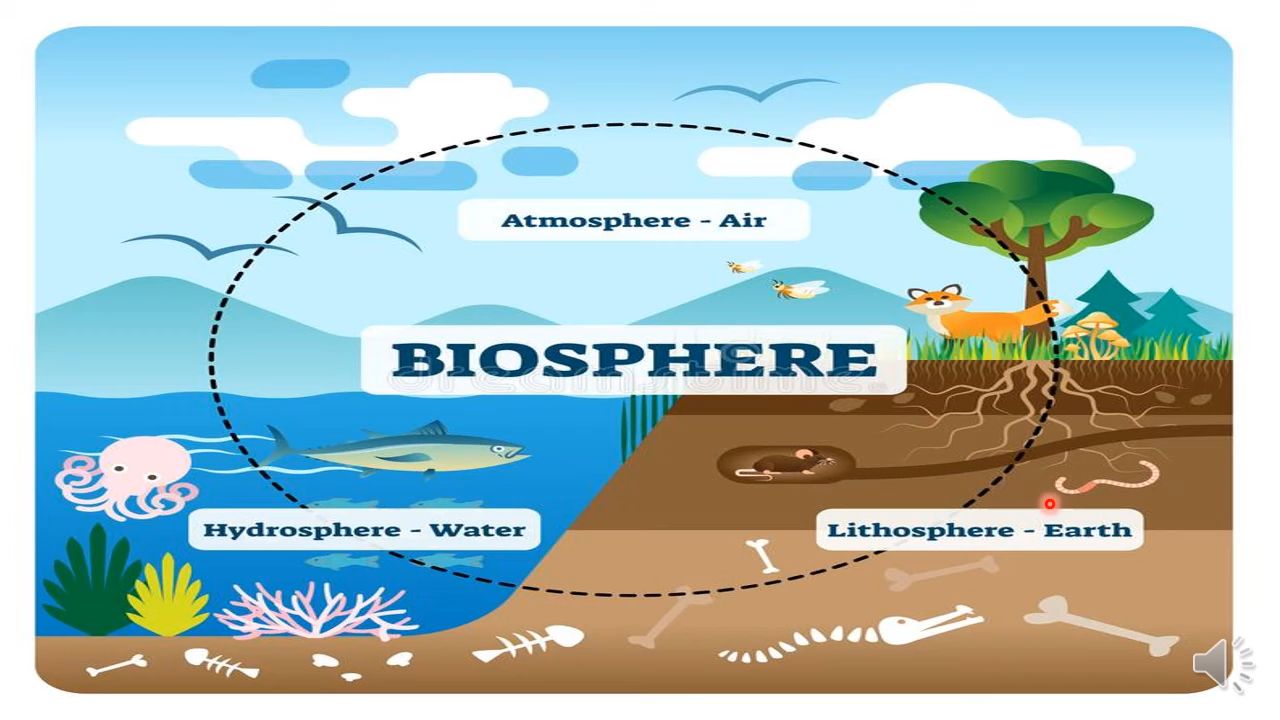 Atmosphere - Air
BIOSPHERE
Hydrosphere - Water
Lithosphere - Earth